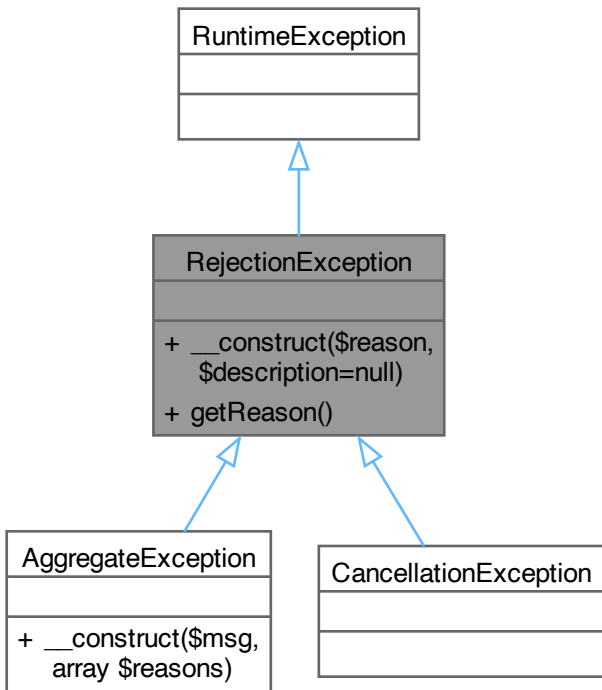 RuntimeException
RejectionException
+ __construct($reason,
$description=null)
+ getReason()
AggregateException
+ __construct($msg,
array $reasons)
CancellationException